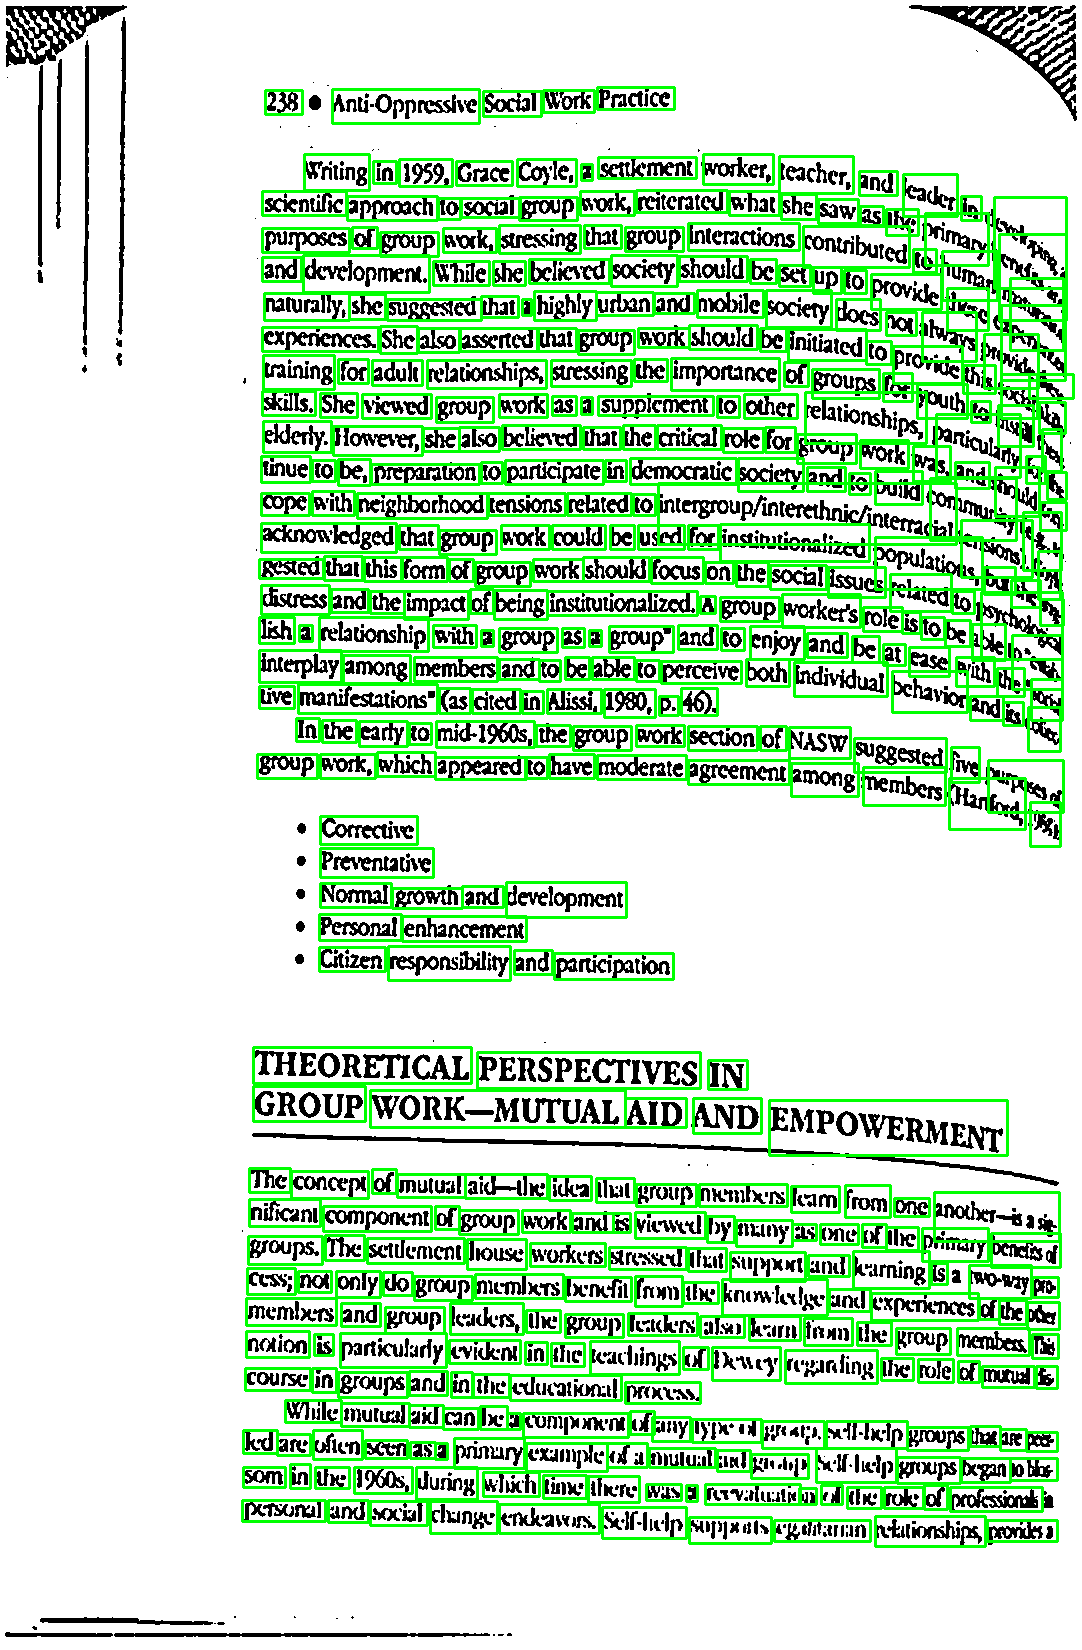 238 • Anti-Oppressive Social Work Practice
Writing in 1959, Grace Coyle, a settlement worker, teacher, and leader in developing a
scientific approach to social group work, reiterated what she saw as the primary
purposes of group work, stressing that group interactions contributed to human
and development. While she believed society should be set up to provide these
naturally, she suggested that a highly urban and mobile society does not always provide
experiences. She also asserted that group work should be initiated to provide this social
training for adult relationships, stressing the importance of groups for youth to instill
skills. She viewed group work as a supplement to other relationships, particularly for
elderly. However, she also believed that the critical role for group work was, and should
tinue to be, preparation to participate in democratic society and to build community
cope with neighborhood tensions related to intergroup/interethnic/interracial tensions.
acknowledged that group work could be used for institutionalized populations, but
gested that this form of group work should focus on the social issues related to psychological
distress and the impact of being institutionalized. A group worker's role is to be able to
lish a relationship with a group as a group" and to enjoy and be at ease with the
interplay among members and to be able to perceive both individual behavior and its
tive manifestations" (as cited in Alissi, 1980, p. 46).
In the early to mid-1960s, the group work section of NASW suggested five purposes of
group work, which appeared to have moderate agreement among members (Hartford,
• Corrective
• Preventative
• Normal growth and development
• Personal enhancement
• Citizen responsibility and participation
THEORETICAL PERSPECTIVES IN
GROUP WORK—MUTUAL AID AND EMPOWERMENT
The concept of mutual aid—the idea that group members learn from one another—is a sig-
nificant component of group work and is viewed by many as one of the primary benefits of
groups. The settlement house workers stressed that support and learning is a two-way pro-
cess; not only do group members benefit from the knowledge and experiences of the other
members and group leaders, the group leaders also learn from the group members. This
notion is particularly evident in the teachings of Dewey regarding the role of mutual dis-
course in groups and in the educational process.
While mutual aid can be a component of any type of group, self-help groups that are peer-
led are often seen as a primary example of a mutual aid group. Self-help groups began to blos-
som in the 1960s, during which time there was a reevaluation of the role of professionals in
personal and social change endeavors. Self-help supports egalitarian relationships, provides a